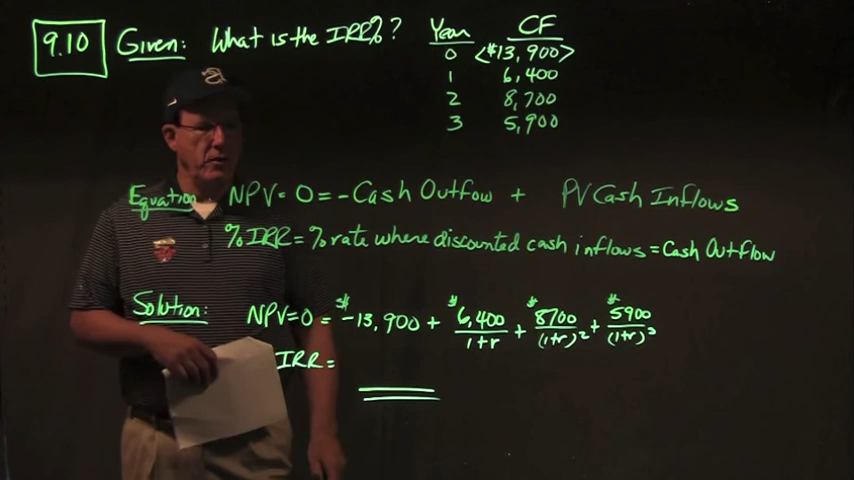 9.10 Given: What is the IRR%? Year CF
0 <$13,900>
1 6,400
2 8,700
3 5,900
Equation NPV = 0 = -Cash Outfow + PV Cash Inflows
% IRR = % rate where discounted cash inflows = Cash Outflow
Solution: NPV = 0 = $-13,900 + $6,400/1+r + $8700/(1+r)² + $5900/(1+r)³
IRR =